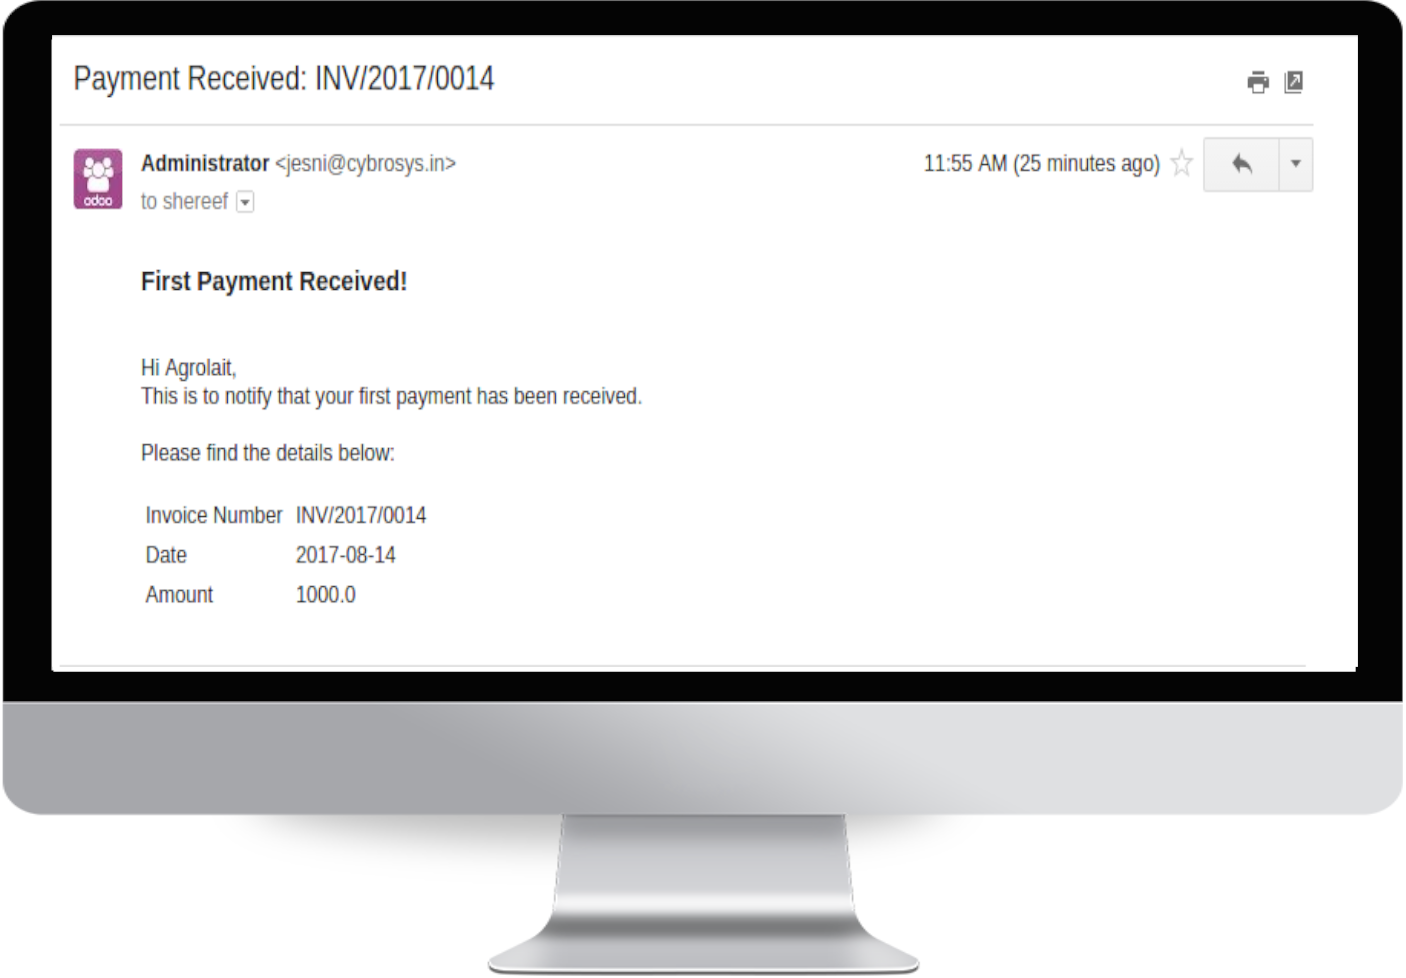 Payment Received: INV/2017/0014
Administrator <jesni@cybrosys.in>
11:55 AM (25 minutes ago)
odoo
to shereef
First Payment Received!
Hi Agrolait,
This is to notify that your first payment has been received.
Please find the details below:
Invoice Number INV/2017/0014
Date 2017-08-14
Amount 1000.0